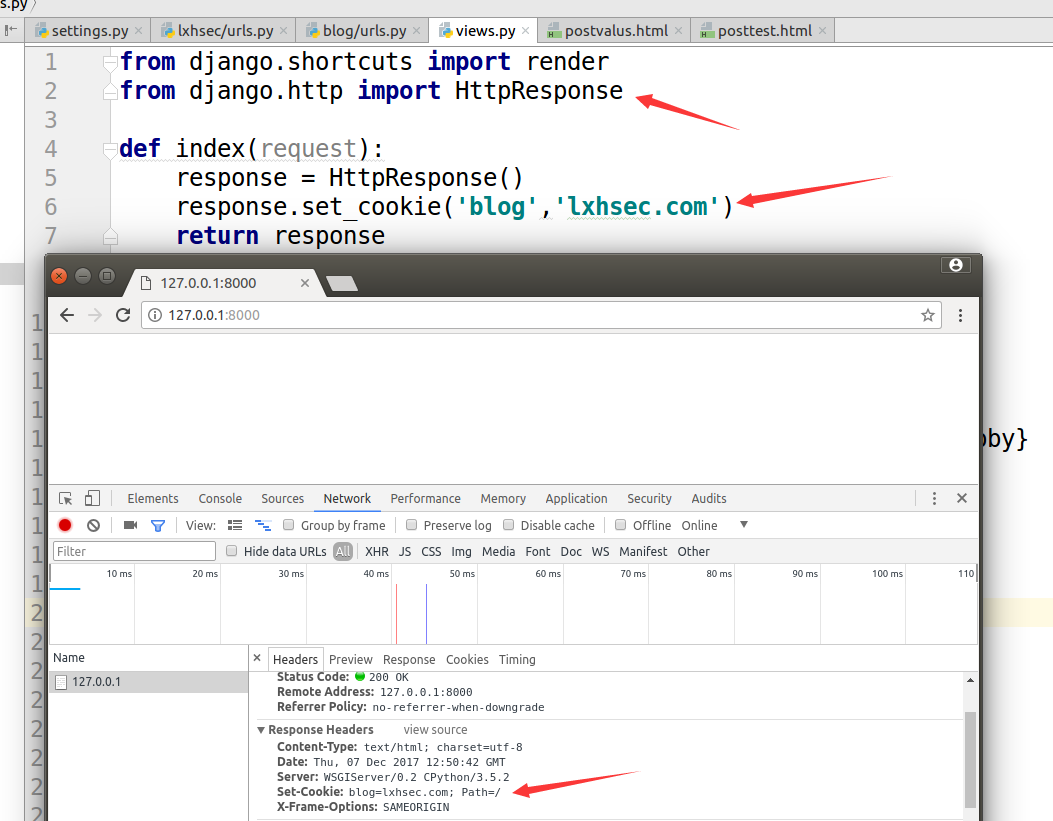 s.py
settings.py lxhsec/urls.py blog/urls.py views.py postvalus.html posttest.html
1 from django.shortcuts import render
2 from django.http import HttpResponse
3
4 def index(request):
5 response = HttpResponse()
6 response.set_cookie('blog','lxhsec.com')
7 return response
127.0.0.1:8000
127.0.0.1:8000
1
1
1
1
1 oby}
1
1
1
1
1
2
2
2
2
2
2
2
2
Elements Console Sources Network Performance Memory Application Security Audits
View: Group by frame Preserve log Disable cache Offline Online
Filter Hide data URLs All XHR JS CSS Img Media Font Doc WS Manifest Other
10 ms 20 ms 30 ms 40 ms 50 ms 60 ms 70 ms 80 ms 90 ms 100 ms 110
Name Headers Preview Response Cookies Timing
127.0.0.1
Status Code: 200 OK
Remote Address: 127.0.0.1:8000
Referrer Policy: no-referrer-when-downgrade
Response Headers view source
Content-Type: text/html; charset=utf-8
Date: Thu, 07 Dec 2017 12:50:42 GMT
Server: WSGIServer/0.2 CPython/3.5.2
Set-Cookie: blog=lxhsec.com; Path=/
X-Frame-Options: SAMEORIGIN